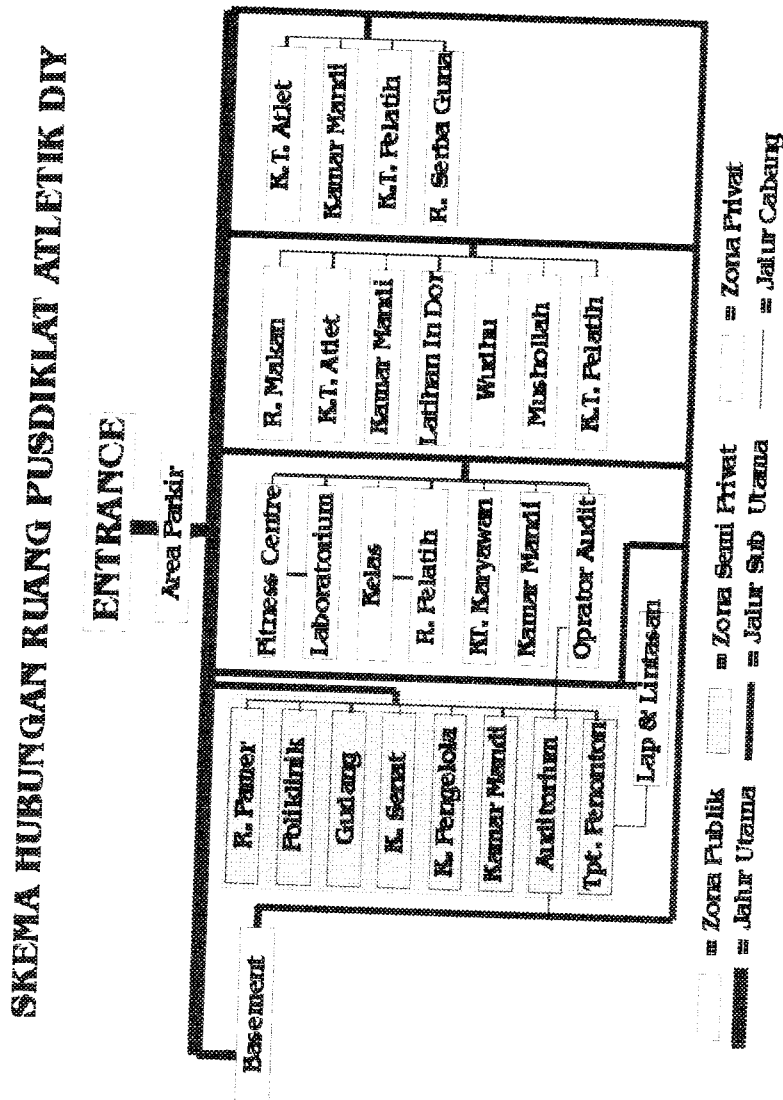 SKEMA HUBUNGAN RUANG PUSDIKLAT ATLETIK DIY
ENTRANCE
Area Parkir
Basement
R. Pamer
Poliklinik
Gudang
K. Senat
K. Pengelola
Kamar Mandi
Auditorium
Tpt. Penonton
Lap & Lintasan
Fitness Centre
Laboratorium
Kelas
R. Pelatih
KT. Karyawan
Kamar Mandi
Oprator Audit
R. Makan
K.T. Atlet
Kamar Mandi
Latihan In Dor
Wudhu
Mushollah
K.T. Pelatih
K.T. Atlet
Kamar Mandi
K.T. Pelatih
R. Serba Guna
= Zona Publik
= Zona Semi Privat
= Zona Privat
= Jalur Utama
= Jalur Sub Utama
= Jalur Cabang